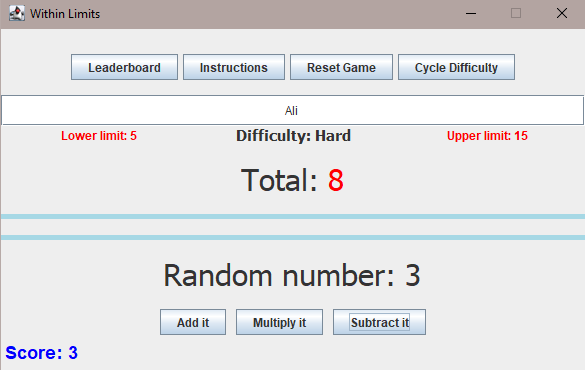 Within Limits
Leaderboard Instructions Reset Game Cycle Difficulty
Ali
Lower limit: 5 Difficulty: Hard Upper limit: 15
Total: 8
Random number: 3
Add it Multiply it Subtract it
Score: 3